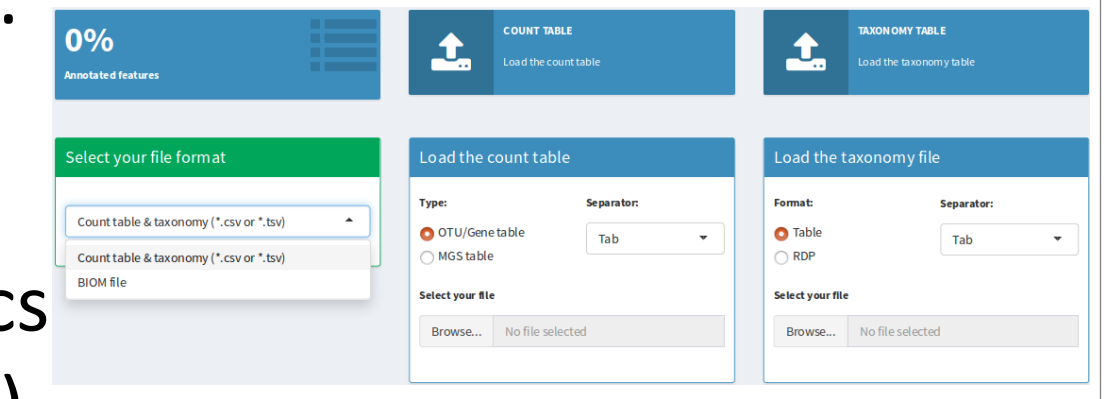 .
0%
Annotated features
COUNT TABLE
Load the count table
TAXONOMY TABLE
Load the taxonomy table
Select your file format
Count table & taxonomy (*.csv or *.tsv)
Count table & taxonomy (*.csv or *.tsv)
BIOM file
Load the count table
Type:
Separator:
OTU/Gene table
Tab
MGS table
Select your file
Browse... No file selected
Load the taxonomy file
Format:
Separator:
Table
Tab
RDP
Select your file
Browse... No file selected
cs
)